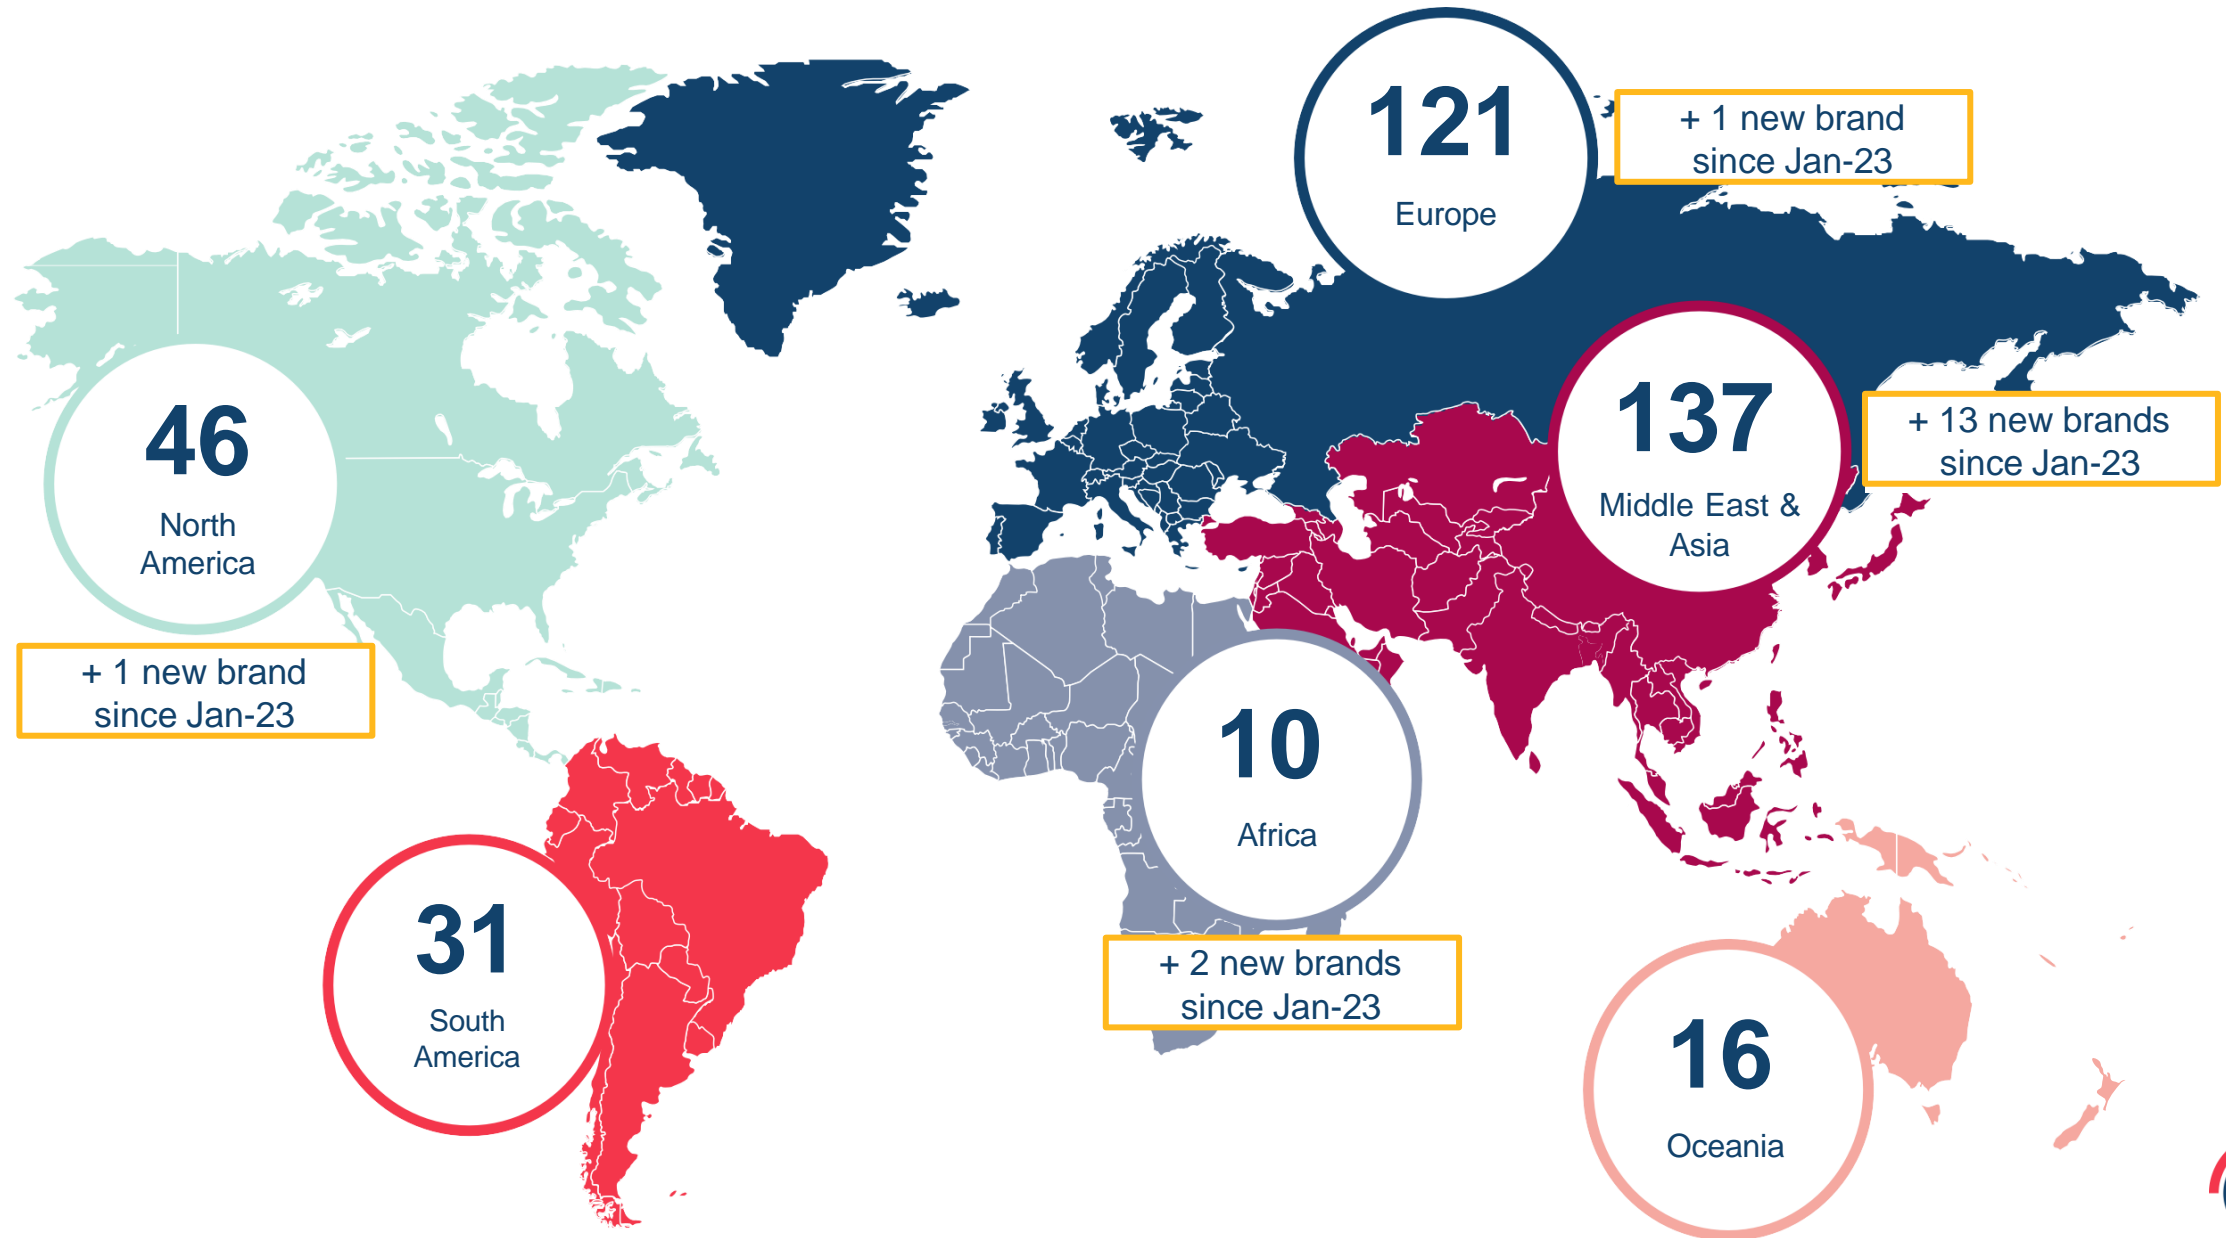 121
Europe
+ 1 new brand
since Jan-23
46
North
America
+ 1 new brand
since Jan-23
137
Middle East &
Asia
+ 13 new brands
since Jan-23
10
Africa
+ 2 new brands
since Jan-23
31
South
America
16
Oceania